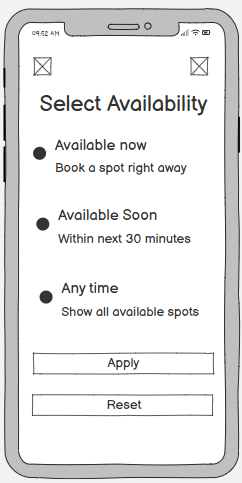 09:52 AM
Select Availability
Available now
Book a spot right away
Available Soon
Within next 30 minutes
Any time
Show all available spots
Apply
Reset